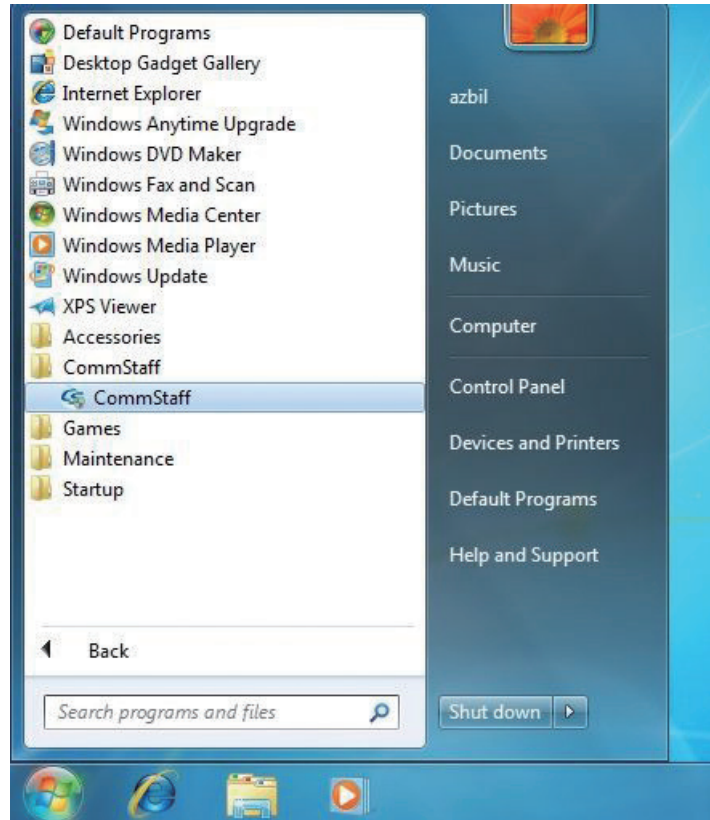 Default Programs
Desktop Gadget Gallery
Internet Explorer
Windows Anytime Upgrade
Windows DVD Maker
Windows Fax and Scan
Windows Media Center
Windows Media Player
Windows Update
XPS Viewer
Accessories
CommStaff
CommStaff
Games
Maintenance
Startup
Back
Search programs and files
azbil
Documents
Pictures
Music
Computer
Control Panel
Devices and Printers
Default Programs
Help and Support
Shut down